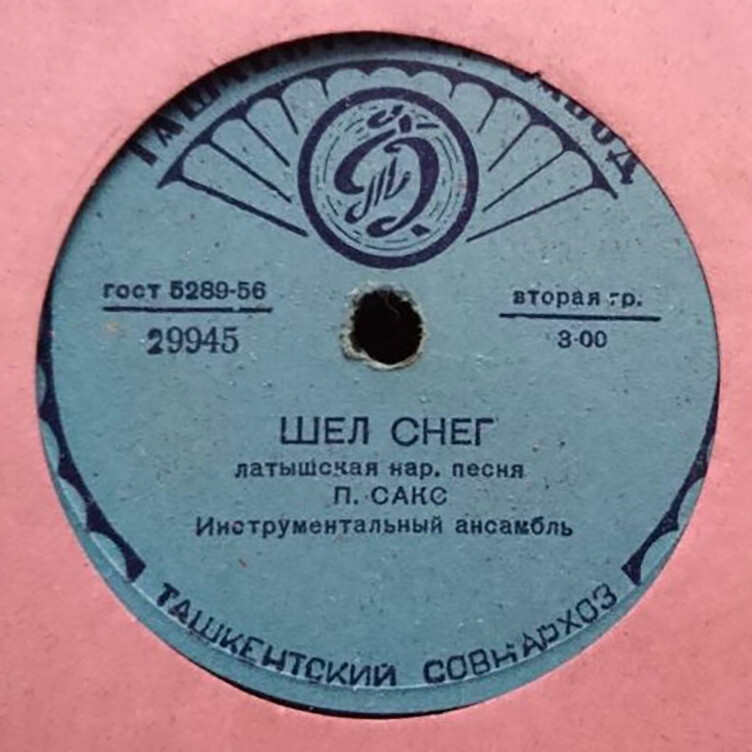 ГОСТ 5289-56
29945
вторая гр.
3-00
ШЕЛ СНЕГ
латышская нар. песня
П. САКС
Инструментальный ансамбль
ТАШКЕНТСКИЙ СОВНАРХОЗ